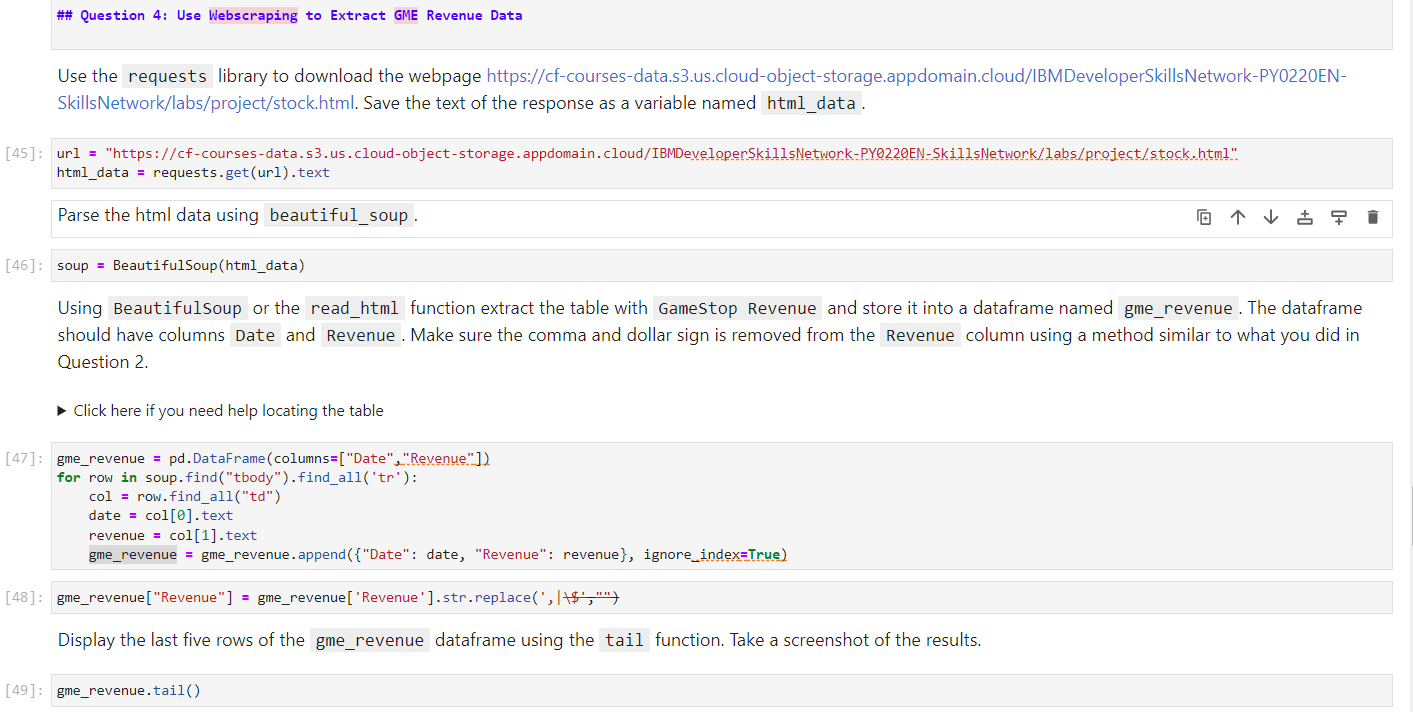 ## Question 4: Use Webscraping to Extract GME Revenue Data
Use the requests library to download the webpage https://cf-courses-data.s3.us.cloud-object-storage.appdomain.cloud/IBMDeveloperSkillsNetwork-PY0220EN-
SkillsNetwork/labs/project/stock.html. Save the text of the response as a variable named html_data.
[45]: url = "https://cf-courses-data.s3.us.cloud-object-storage.appdomain.cloud/IBMDeveloperSkillsNetwork-PY0220EN-SkillsNetwork/labs/project/stock.html"
html_data = requests.get(url).text
Parse the html data using beautiful_soup.
[46]: soup = BeautifulSoup(html_data)
Using BeautifulSoup or the read_html function extract the table with GameStop Revenue and store it into a dataframe named gme_revenue. The dataframe
should have columns Date and Revenue. Make sure the comma and dollar sign is removed from the Revenue column using a method similar to what you did in
Question 2.
▶ Click here if you need help locating the table
[47]: gme_revenue = pd.DataFrame(columns=["Date","Revenue"])
for row in soup.find("tbody").find_all('tr'):
    col = row.find_all("td")
    date = col[0].text
    revenue = col[1].text
    gme_revenue = gme_revenue.append({"Date": date, "Revenue": revenue}, ignore_index=True)
[48]: gme_revenue["Revenue"] = gme_revenue['Revenue'].str.replace(',|\$',"")
Display the last five rows of the gme_revenue dataframe using the tail function. Take a screenshot of the results.
[49]: gme_revenue.tail()